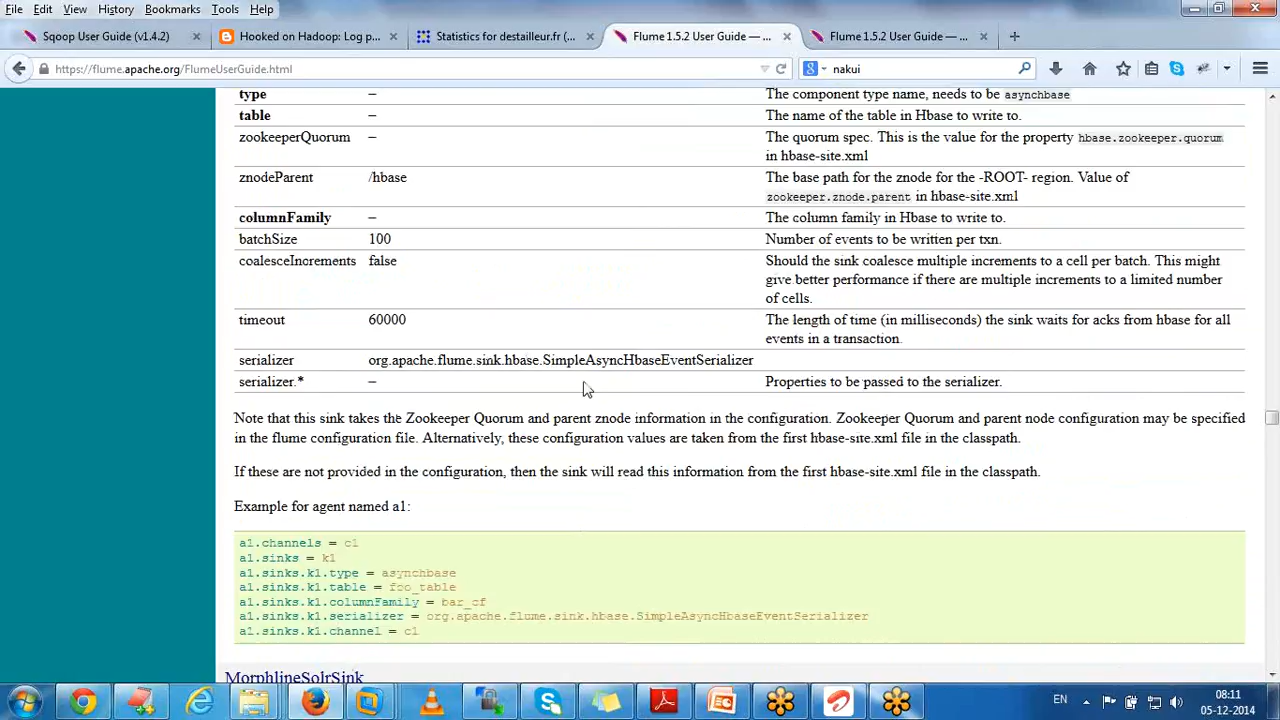 File Edit View History Bookmarks Tools Help
Sqoop User Guide (v1.4.2) × Hooked on Hadoop: Log p... × Statistics for destailleur.fr (... × Flume 1.5.2 User Guide — ... × Flume 1.5.2 User Guide — ... ×
https://flume.apache.org/FlumeUserGuide.html nakui
type – The component type name, needs to be asynchbase
table – The name of the table in Hbase to write to.
zookeeperQuorum – The quorum spec. This is the value for the property hbase.zookeeper.quorum
in hbase-site.xml
znodeParent /hbase The base path for the znode for the -ROOT- region. Value of
zookeeper.znode.parent in hbase-site.xml
columnFamily – The column family in Hbase to write to.
batchSize 100 Number of events to be written per txn.
coalesceIncrements false Should the sink coalesce multiple increments to a cell per batch. This might
give better performance if there are multiple increments to a limited number
of cells.
timeout 60000 The length of time (in milliseconds) the sink waits for acks from hbase for all
events in a transaction.
serializer org.apache.flume.sink.hbase.SimpleAsyncHbaseEventSerializer
serializer.* – Properties to be passed to the serializer.
Note that this sink takes the Zookeeper Quorum and parent znode information in the configuration. Zookeeper Quorum and parent node configuration may be specified
in the flume configuration file. Alternatively, these configuration values are taken from the first hbase-site.xml file in the classpath.
If these are not provided in the configuration, then the sink will read this information from the first hbase-site.xml file in the classpath.
Example for agent named a1:
a1.channels = c1
a1.sinks = k1
a1.sinks.k1.type = asynchbase
a1.sinks.k1.table = foo_table
a1.sinks.k1.columnFamily = bar_cf
a1.sinks.k1.serializer = org.apache.flume.sink.hbase.SimpleAsyncHbaseEventSerializer
a1.sinks.k1.channel = c1
MorphlineSolrSink
EN 08:11
05-12-2014